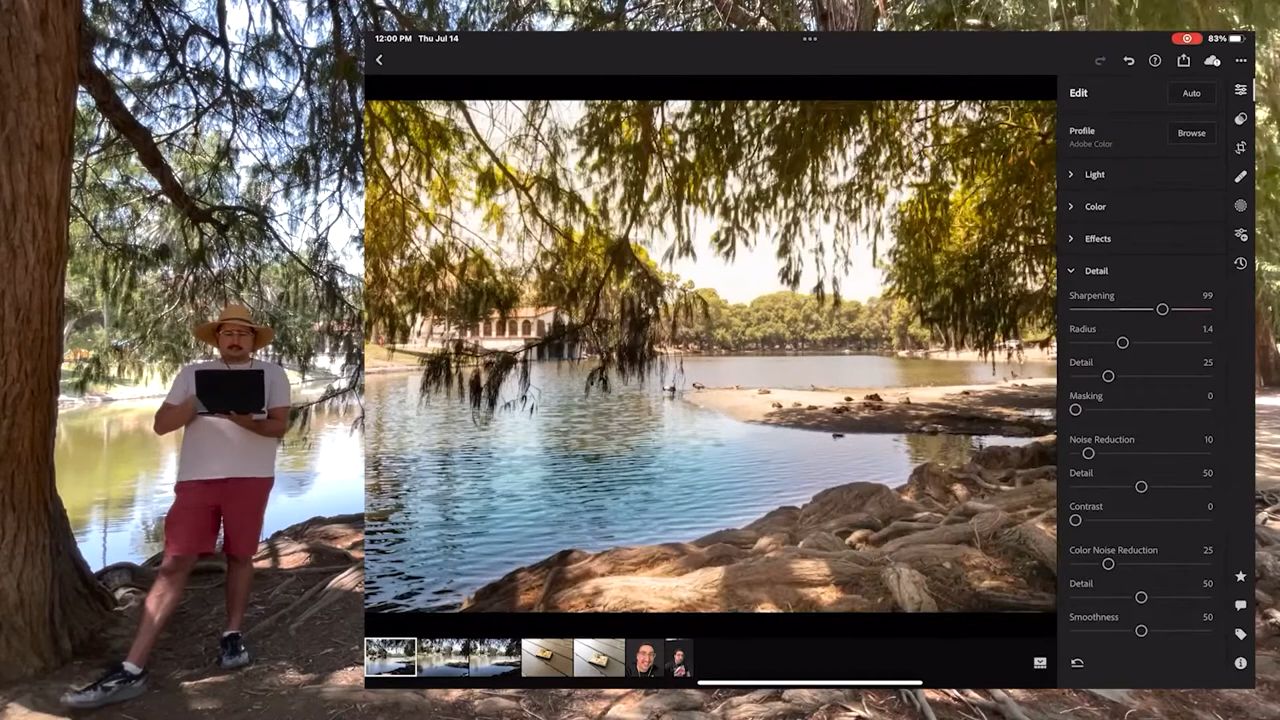 12:00 PM Thu Jul 14
83%
Edit
Auto
Profile
Adobe Color
Browse
Light
Color
Effects
Detail
Sharpening 99
Radius 1.4
Detail 25
Masking 0
Noise Reduction 10
Detail 50
Contrast 0
Color Noise Reduction 25
Detail 50
Smoothness 50